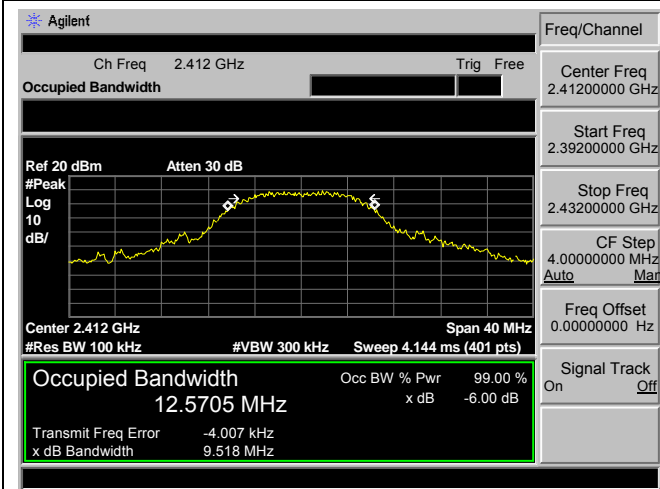 Agilent
Ch Freq 2.412 GHz Trig Free
Occupied Bandwidth
Ref 20 dBm Atten 30 dB
#Peak
Log
10
dB/
Center 2.412 GHz Span 40 MHz
#Res BW 100 kHz #VBW 300 kHz Sweep 4.144 ms (401 pts)
Occupied Bandwidth Occ BW % Pwr 99.00 %
12.5705 MHz x dB -6.00 dB
Transmit Freq Error -4.007 kHz
x dB Bandwidth 9.518 MHz
Freq/Channel
Center Freq
2.41200000 GHz
Start Freq
2.39200000 GHz
Stop Freq
2.43200000 GHz
CF Step
4.00000000 MHz
Auto Man
Freq Offset
0.00000000 Hz
Signal Track
On Off